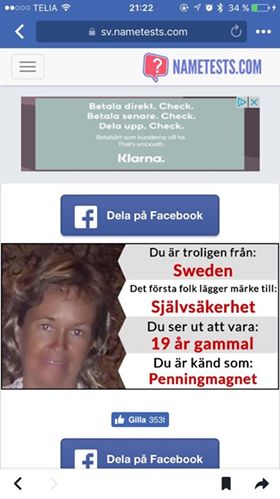 TELIA 21:22 34 %
sv.nametests.com
NAMETESTS.COM
Betala direkt. Check.
Betala senare. Check.
Dela upp. Check.
Betalsätt som kunderna vill ha.
That's smoooth.
Klarna.
Dela på Facebook
Du är troligen från:
Sweden
Det första folk lägger märke till:
Självsäkerhet
Du ser ut att vara:
19 år gammal
Du är känd som:
Penningmagnet
Gilla 353t
Dela på Facebook